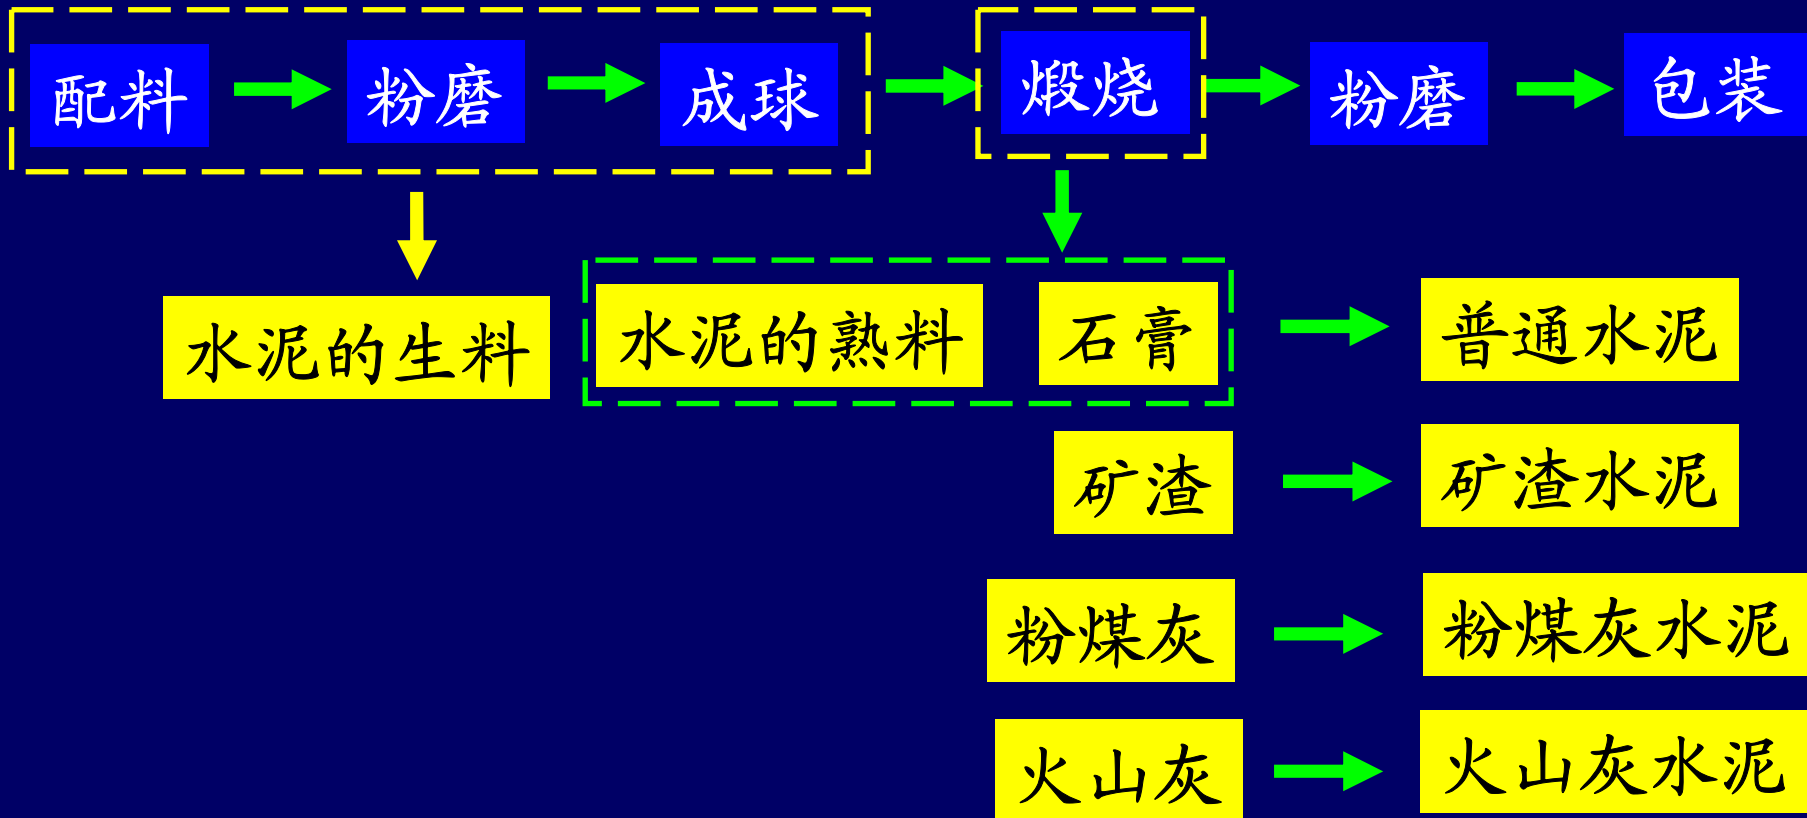 配料 粉磨 成球 煅烧 粉磨 包装
水泥的生料 水泥的熟料 石膏 普通水泥
矿渣 矿渣水泥
粉煤灰 粉煤灰水泥
火山灰 火山灰水泥